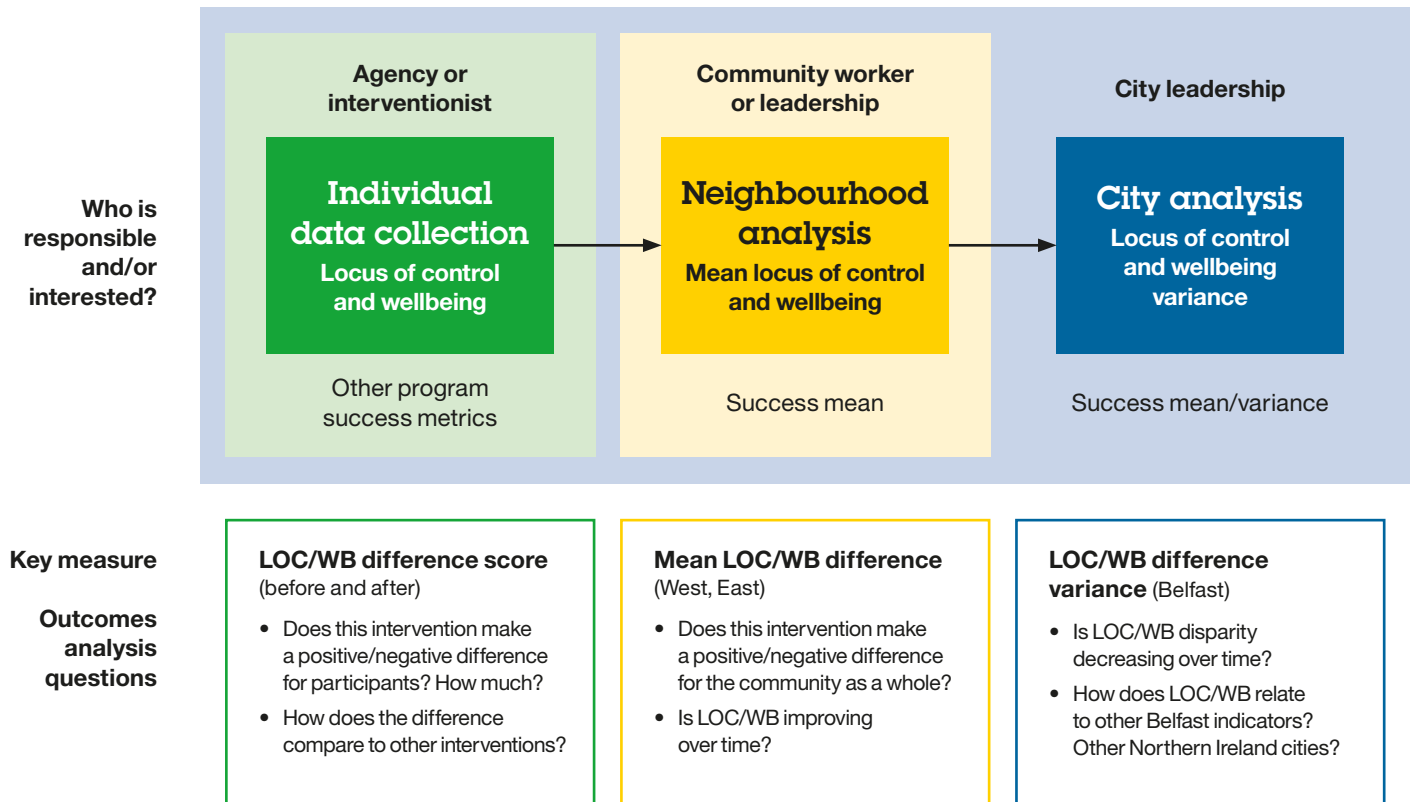 Who is
responsible
and/or
interested?
Agency or
interventionist
Individual
data collection
Locus of control
and wellbeing
Other program
success metrics
Community worker
or leadership
Neighbourhood
analysis
Mean locus of control
and wellbeing
Success mean
City leadership
City analysis
Locus of control
and wellbeing
variance
Success mean/variance
Key measure
Outcomes
analysis
questions
LOC/WB difference score
(before and after)
• Does this intervention make
a positive/negative difference
for participants? How much?
• How does the difference
compare to other interventions?
Mean LOC/WB difference
(West, East)
• Does this intervention make
a positive/negative difference
for the community as a whole?
• Is LOC/WB improving
over time?
LOC/WB difference
variance (Belfast)
• Is LOC/WB disparity
decreasing over time?
• How does LOC/WB relate
to other Belfast indicators?
Other Northern Ireland cities?